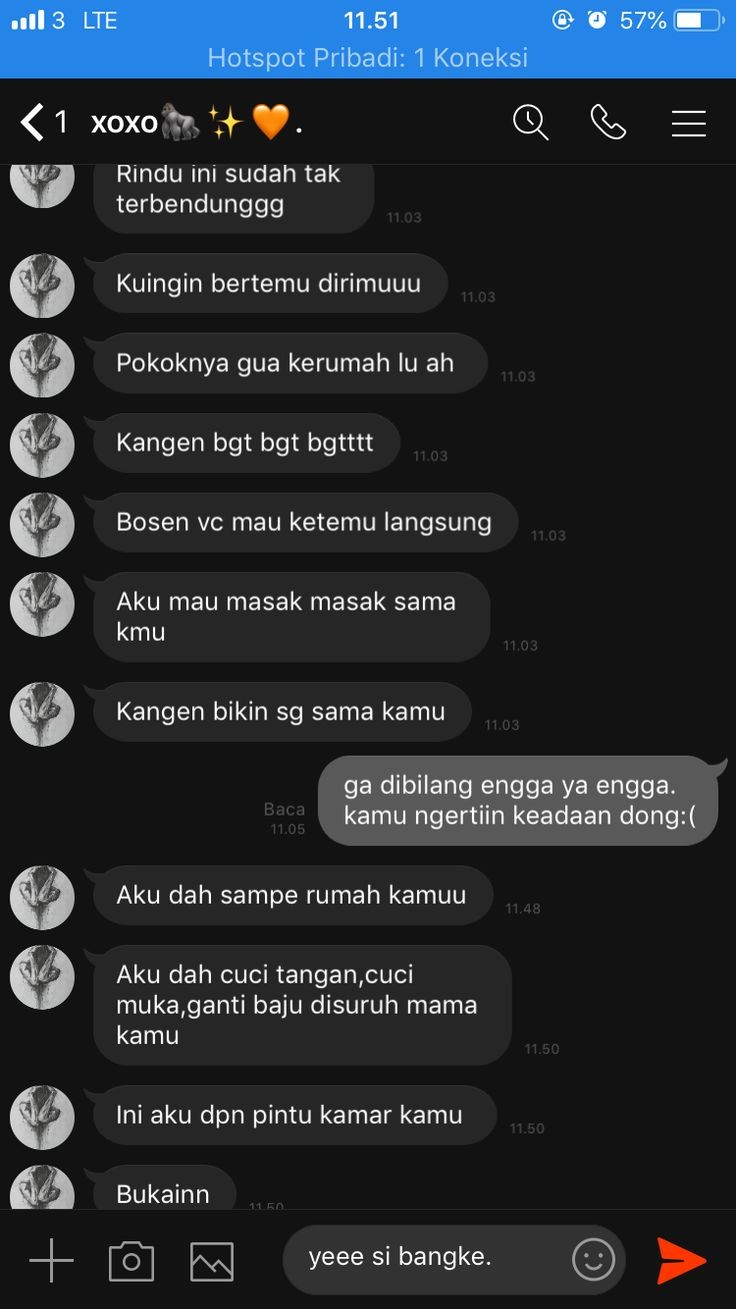 3 LTE 11.51 57%
Hotspot Pribadi: 1 Koneksi
1 xoxo🦍✨🧡.
Rindu ini sudah tak
terbendunggg
11.03
Kuingin bertemu dirimuuu
11.03
Pokoknya gua kerumah lu ah
11.03
Kangen bgt bgt bgtttt
11.03
Bosen vc mau ketemu langsung
11.03
Aku mau masak masak sama
kmu
11.03
Kangen bikin sg sama kamu
11.03
ga dibilang engga ya engga.
kamu ngertiin keadaan dong:(
Baca
11.05
Aku dah sampe rumah kamuu
11.48
Aku dah cuci tangan,cuci
muka,ganti baju disuruh mama
kamu
11.50
Ini aku dpn pintu kamar kamu
11.50
Bukainn
11.50
yeee si bangke.